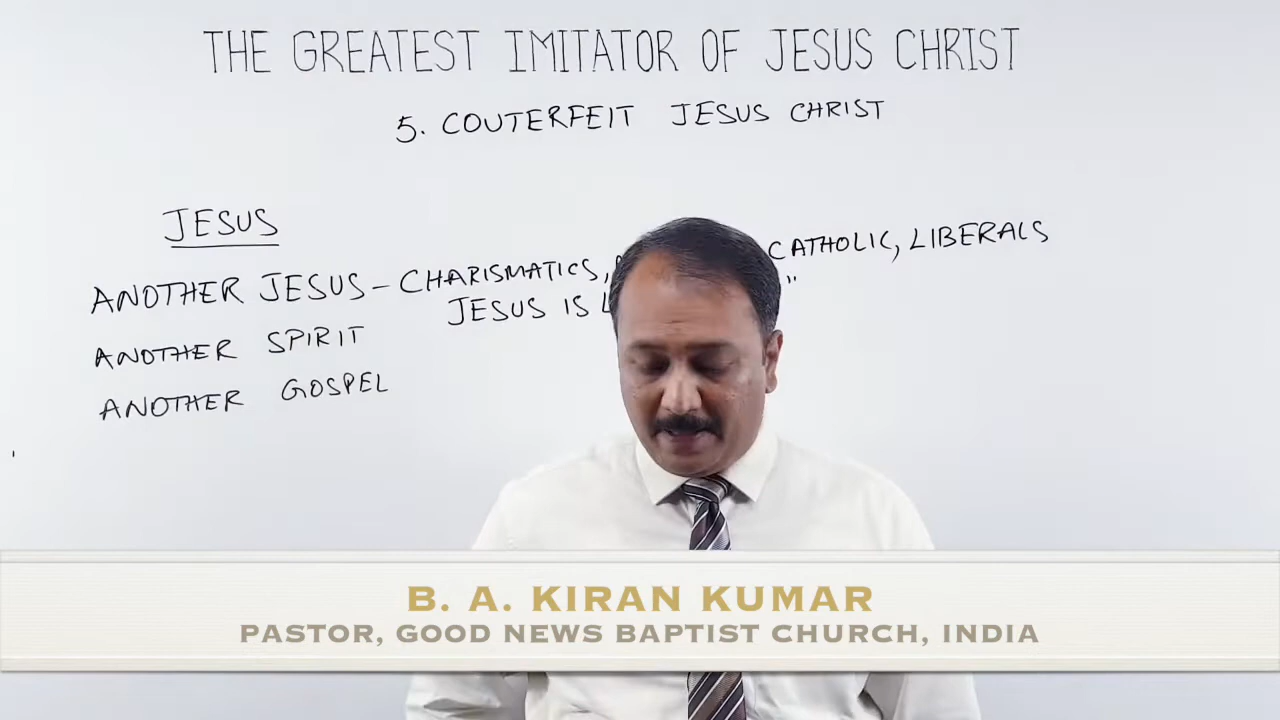 THE GREATEST IMITATOR OF JESUS CHRIST
5. COUTERFEIT JESUS CHRIST
JESUS
ANOTHER JESUS - CHARISMATICS, CATHOLIC, LIBERALS
JESUS IS "
ANOTHER SPIRIT
ANOTHER GOSPEL
B. A. KIRAN KUMAR
PASTOR, GOOD NEWS BAPTIST CHURCH, INDIA